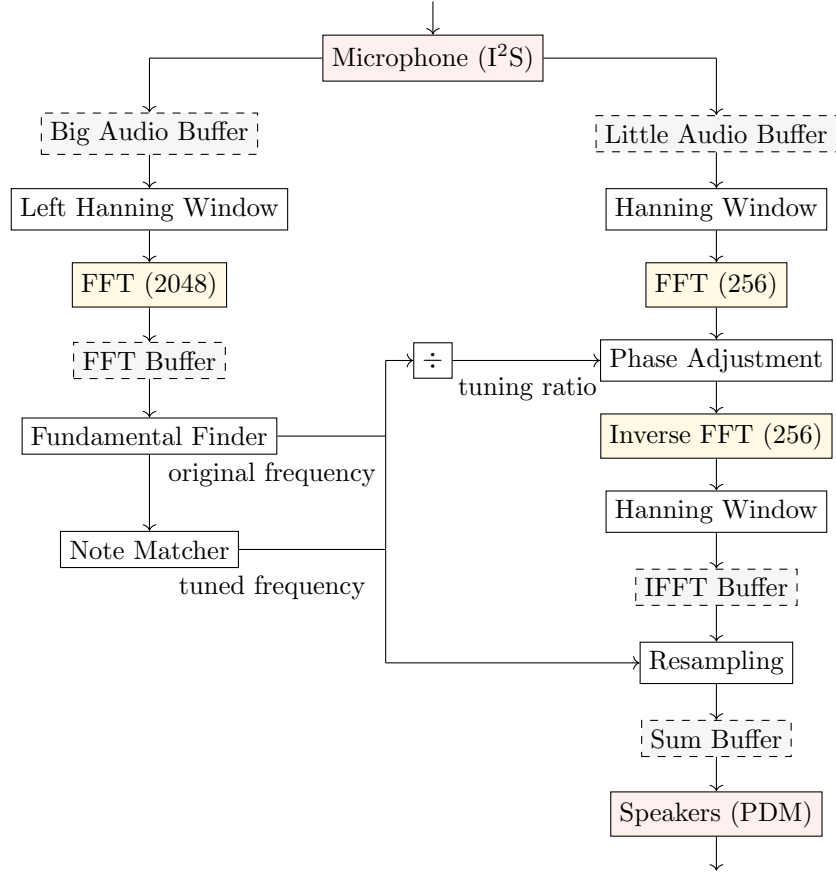 Microphone (I²S)
Big Audio Buffer
Little Audio Buffer
Left Hanning Window
Hanning Window
FFT (2048)
FFT (256)
FFT Buffer
÷
tuning ratio
Phase Adjustment
Fundamental Finder
original frequency
Inverse FFT (256)
Hanning Window
Note Matcher
tuned frequency
IFFT Buffer
Resampling
Sum Buffer
Speakers (PDM)